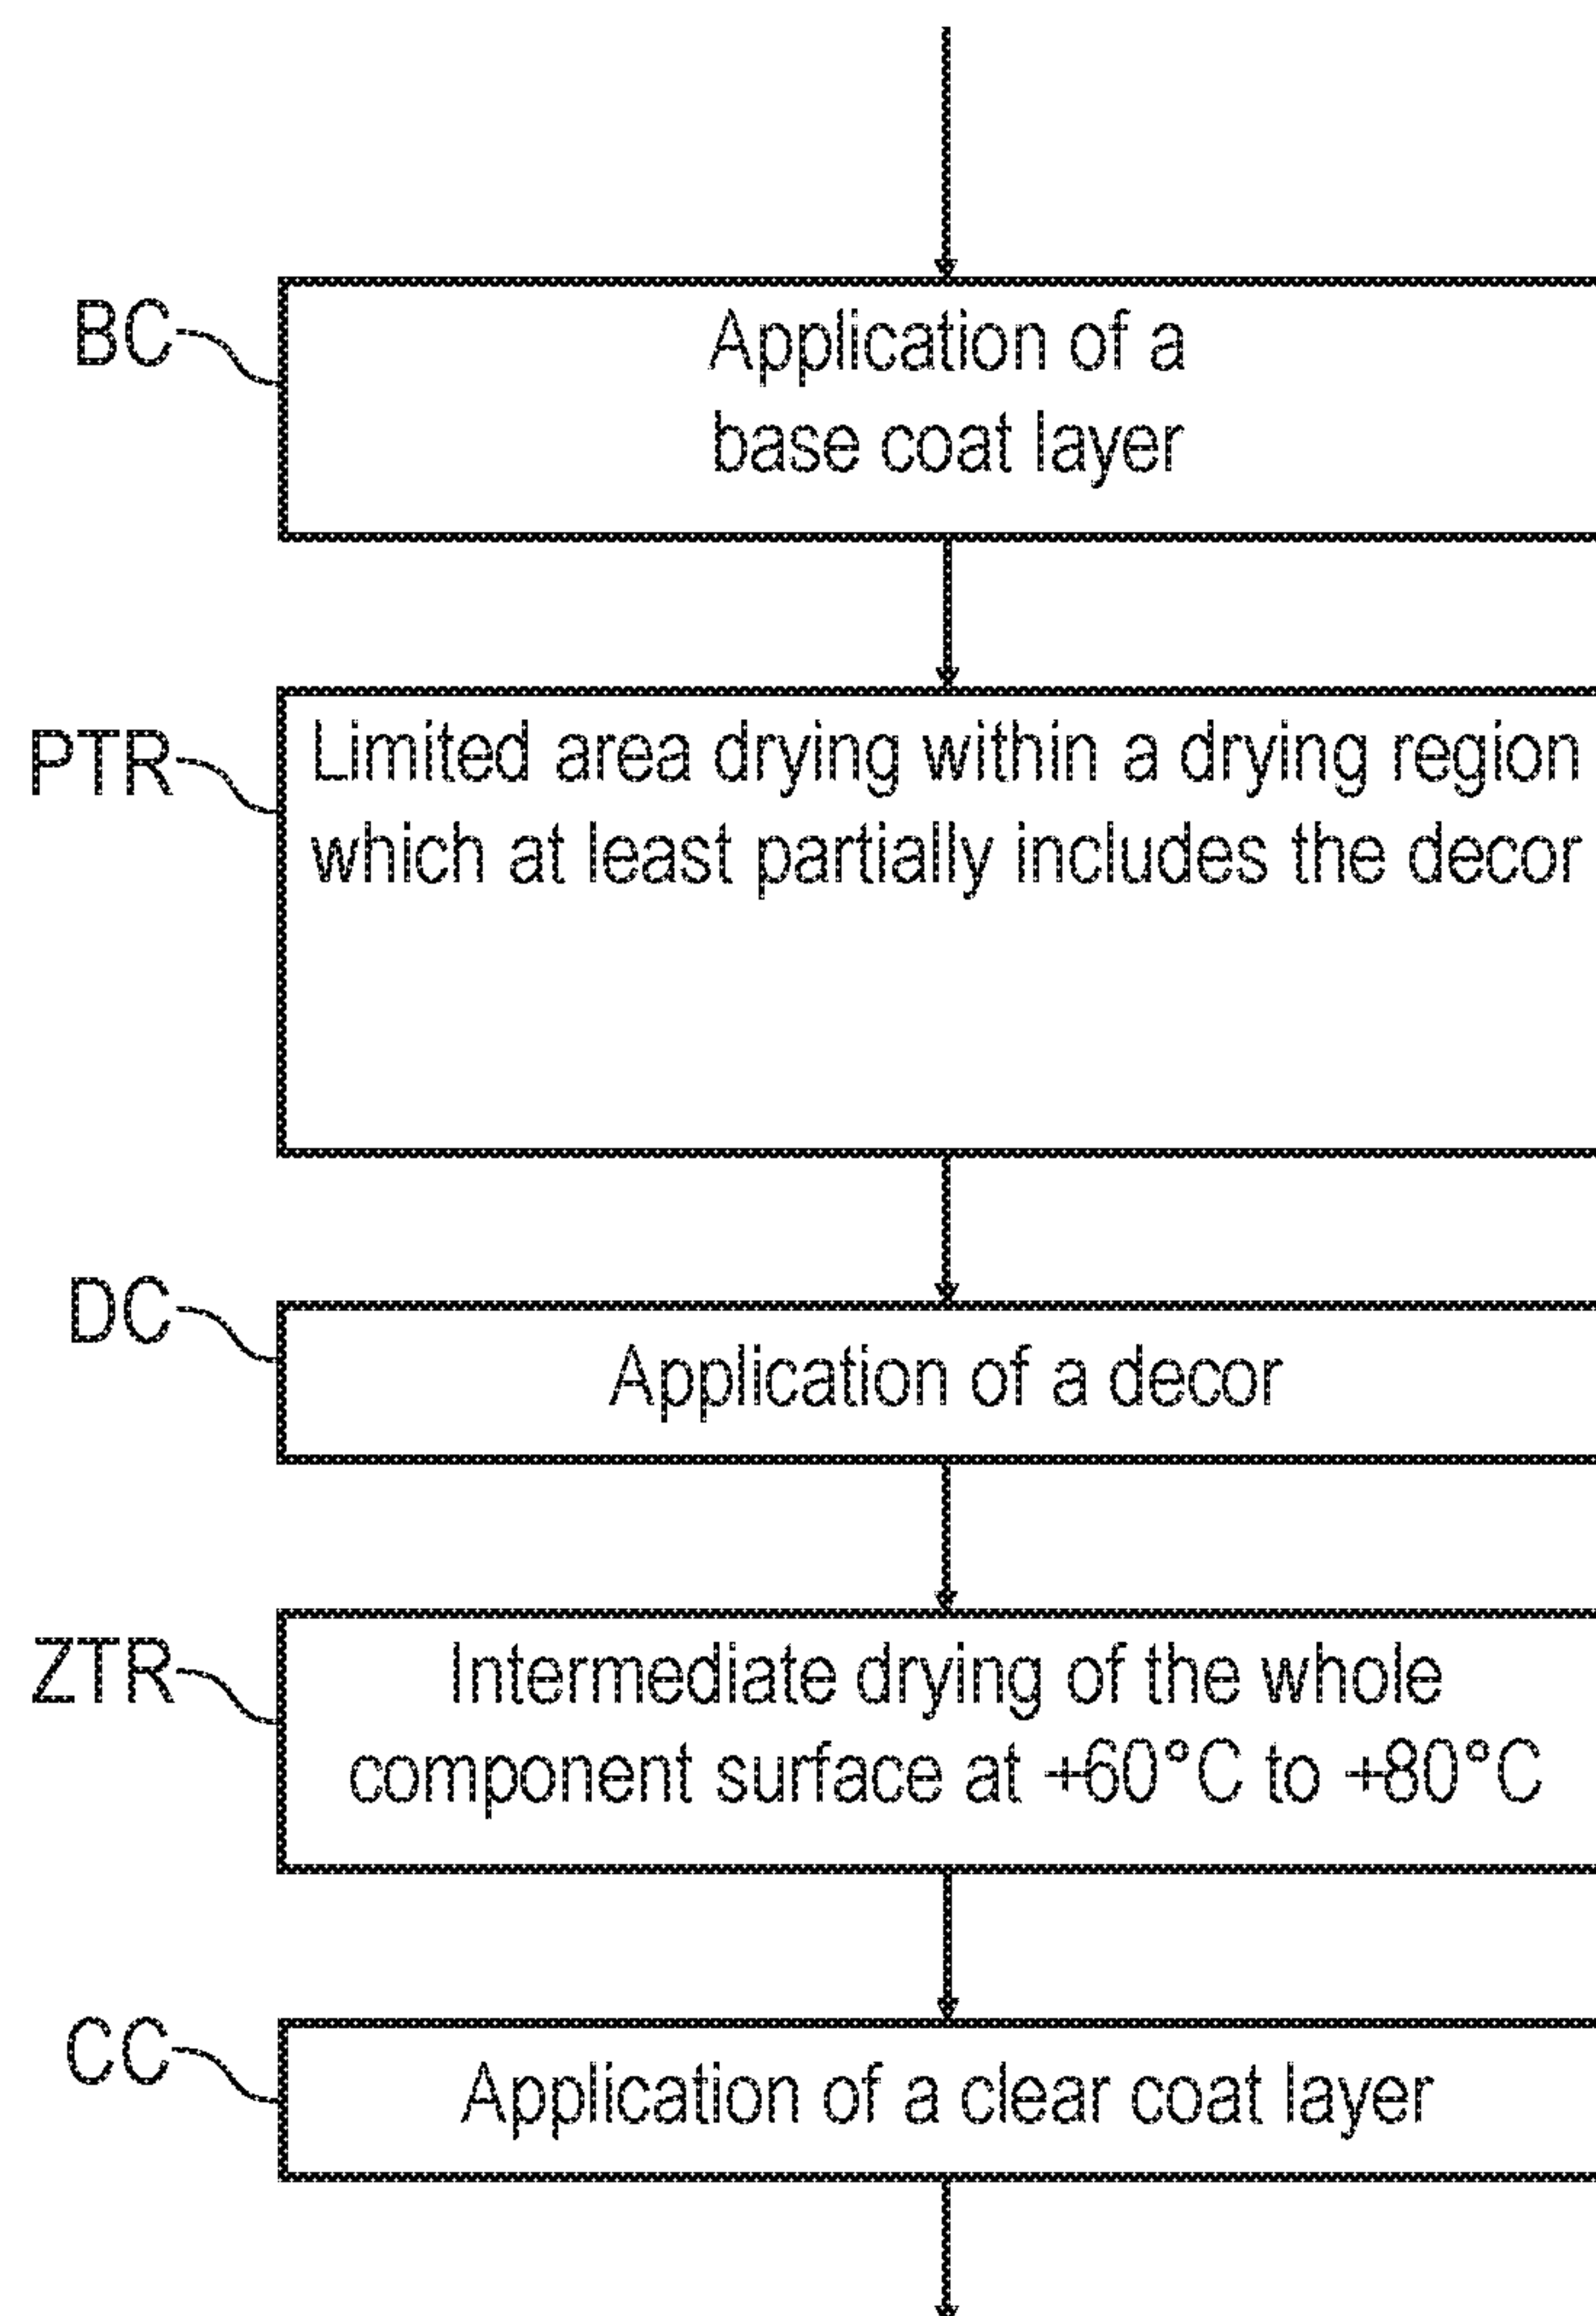 BC
Application of a
base coat layer
PTR
Limited area drying within a drying region
which at least partially includes the decor
DC
Application of a decor
ZTR
Intermediate drying of the whole
component surface at +60°C to +80°C
CC
Application of a clear coat layer